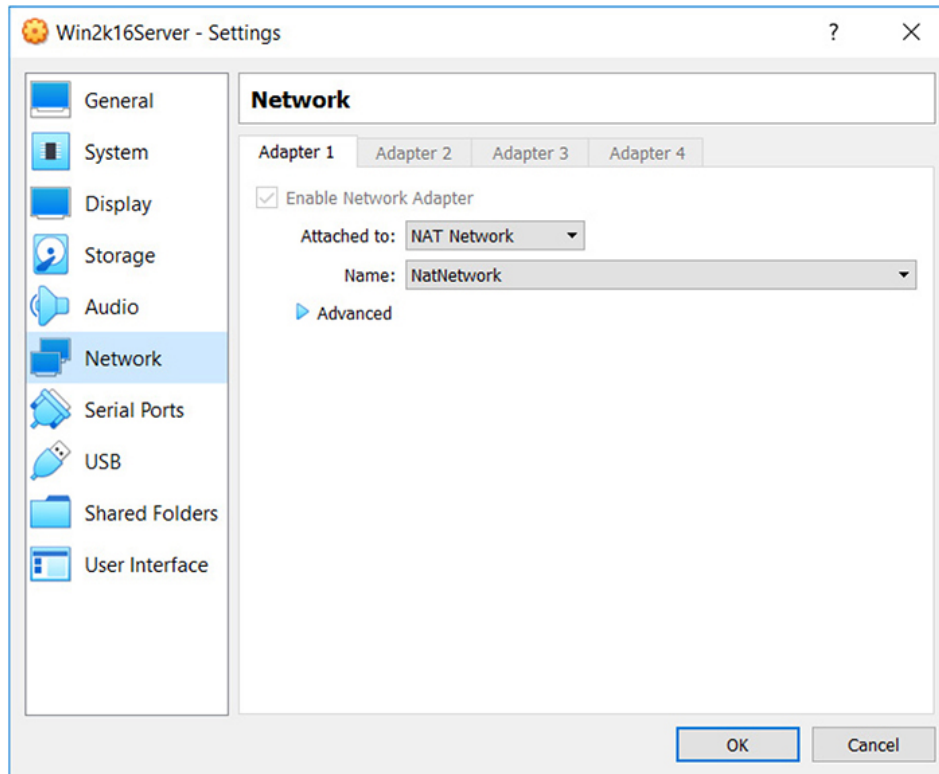 Win2k16Server - Settings
?
General
System
Display
Storage
Audio
Network
Serial Ports
USB
Shared Folders
User Interface
Network
Adapter 1 Adapter 2 Adapter 3 Adapter 4
Enable Network Adapter
Attached to: NAT Network
Name: NatNetwork
Advanced
OK Cancel